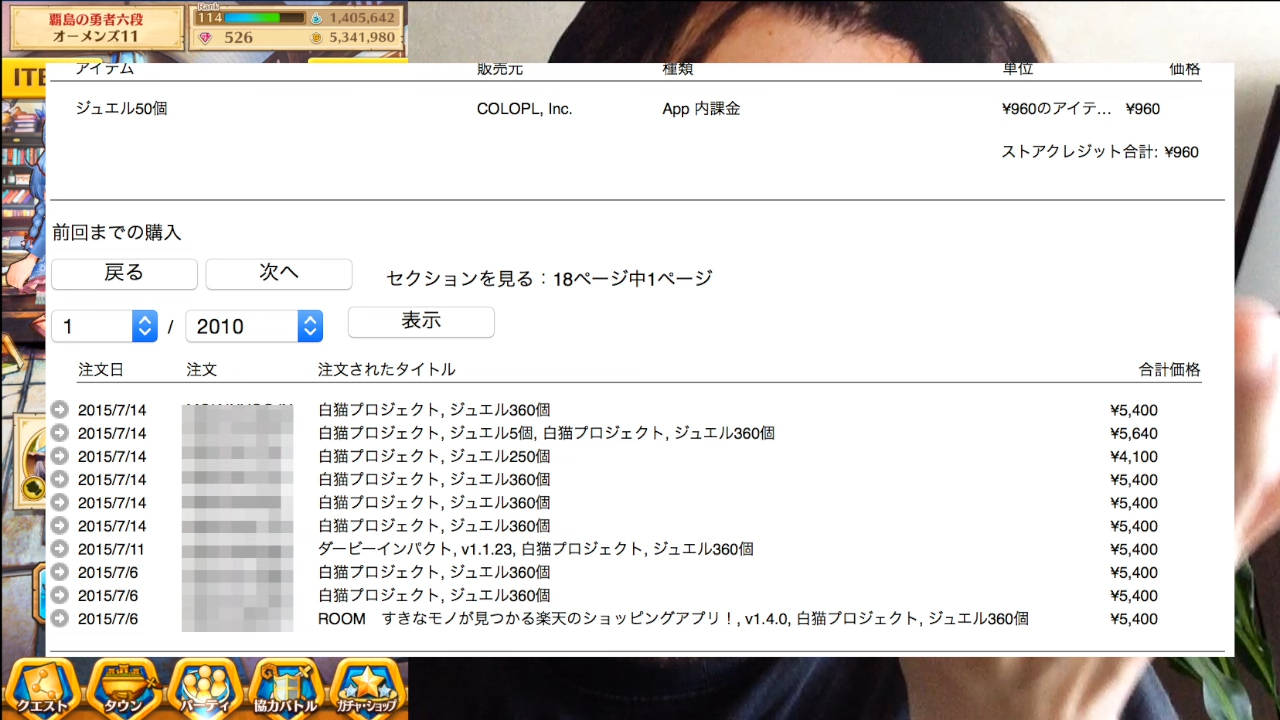 覇島の勇者六段
オーメンズ11
Rank
114 1,405,642
526 5,341,980
アイテム 販売元 種類 単位 価格
ジュエル50個 COLOPL, Inc. App 内課金 ¥960のアイテ... ¥960
ストアクレジット合計: ¥960
前回までの購入
戻る 次へ セクションを見る：18ページ中1ページ
1 / 2010 表示
注文日 注文 注文されたタイトル 合計価格
2015/7/14 白猫プロジェクト, ジュエル360個 ¥5,400
2015/7/14 白猫プロジェクト, ジュエル5個, 白猫プロジェクト, ジュエル360個 ¥5,640
2015/7/14 白猫プロジェクト, ジュエル250個 ¥4,100
2015/7/14 白猫プロジェクト, ジュエル360個 ¥5,400
2015/7/14 白猫プロジェクト, ジュエル360個 ¥5,400
2015/7/14 白猫プロジェクト, ジュエル360個 ¥5,400
2015/7/11 ダービーインパクト, v1.1.23, 白猫プロジェクト, ジュエル360個 ¥5,400
2015/7/6 白猫プロジェクト, ジュエル360個 ¥5,400
2015/7/6 白猫プロジェクト, ジュエル360個 ¥5,400
2015/7/6 ROOM　すきなモノが見つかる楽天のショッピングアプリ！, v1.4.0, 白猫プロジェクト, ジュエル360個 ¥5,400
クエスト タウン パーティ 協力バトル ガチャ・ショップ